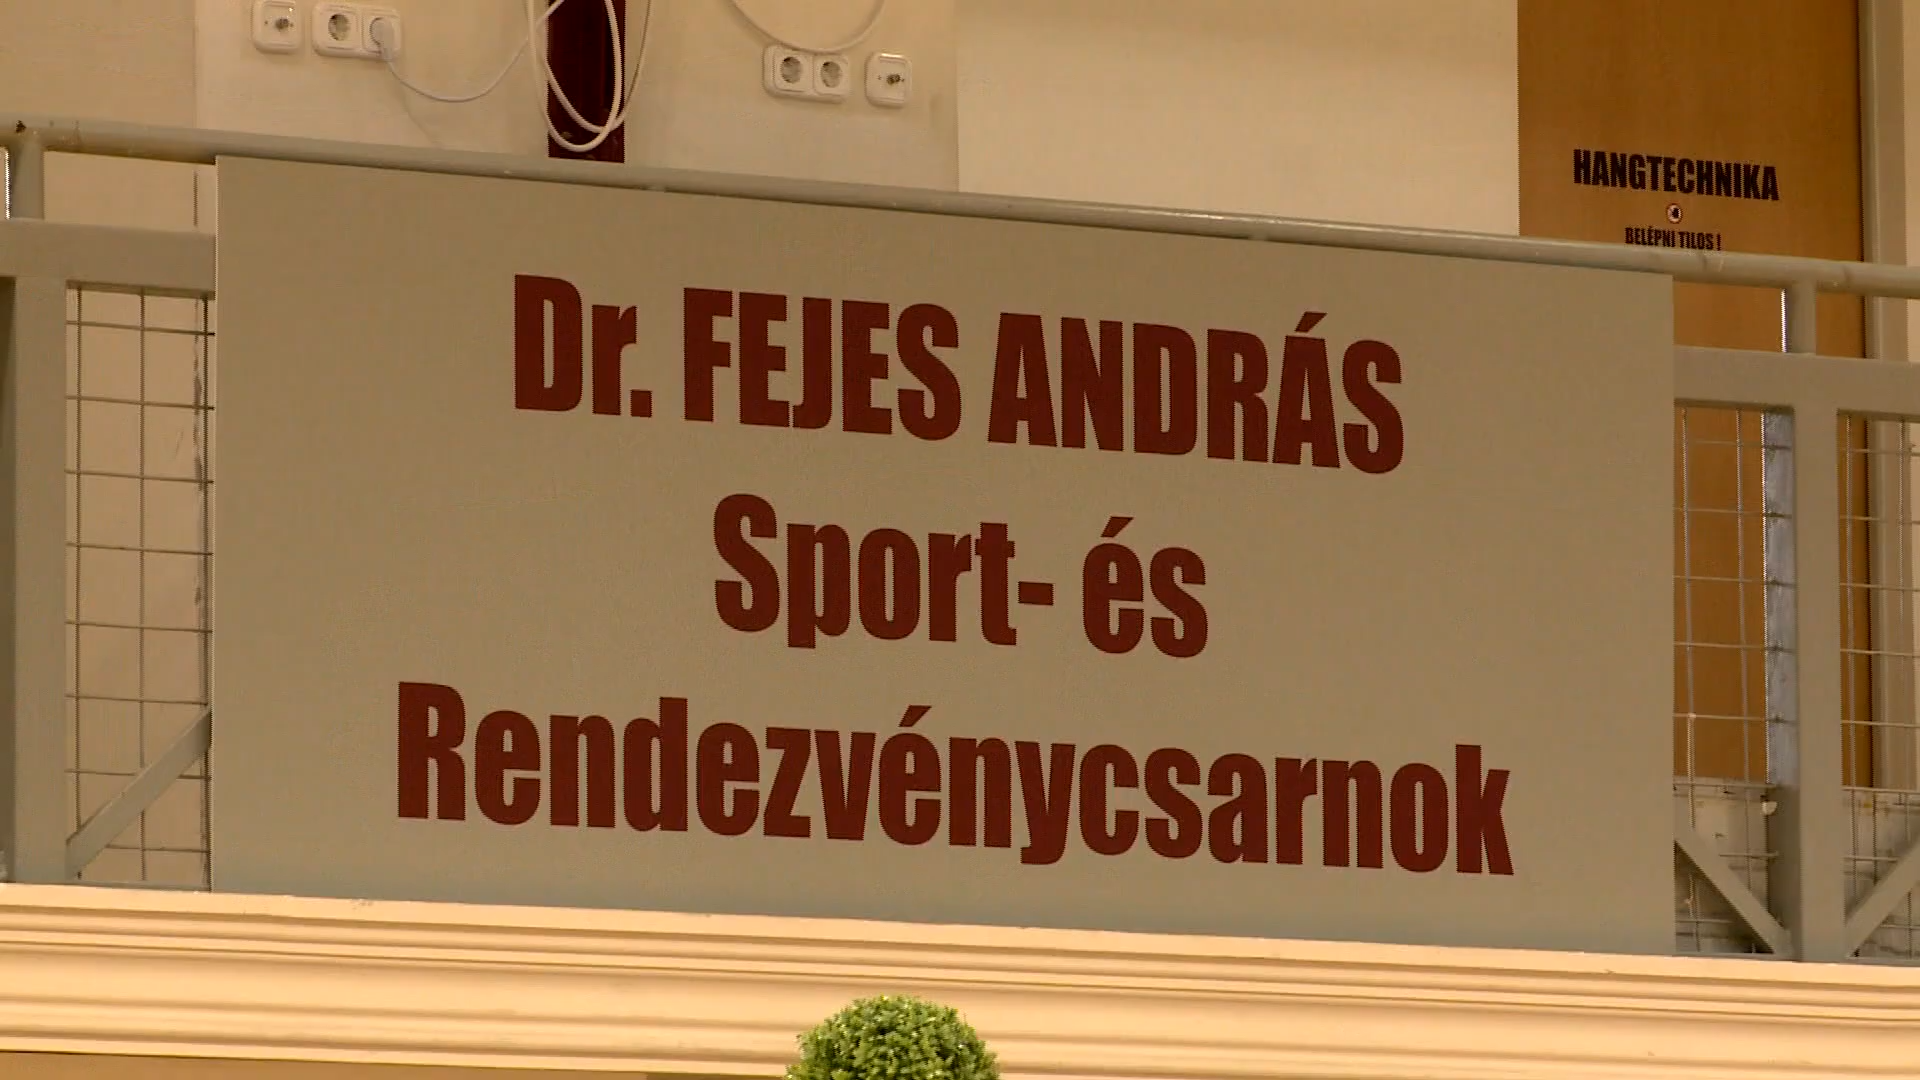 HANGTECHNIKA
BELÉPNI TILOS !
Dr. FEJES ANDRÁS
Sport- és
Rendezvénycsarnok